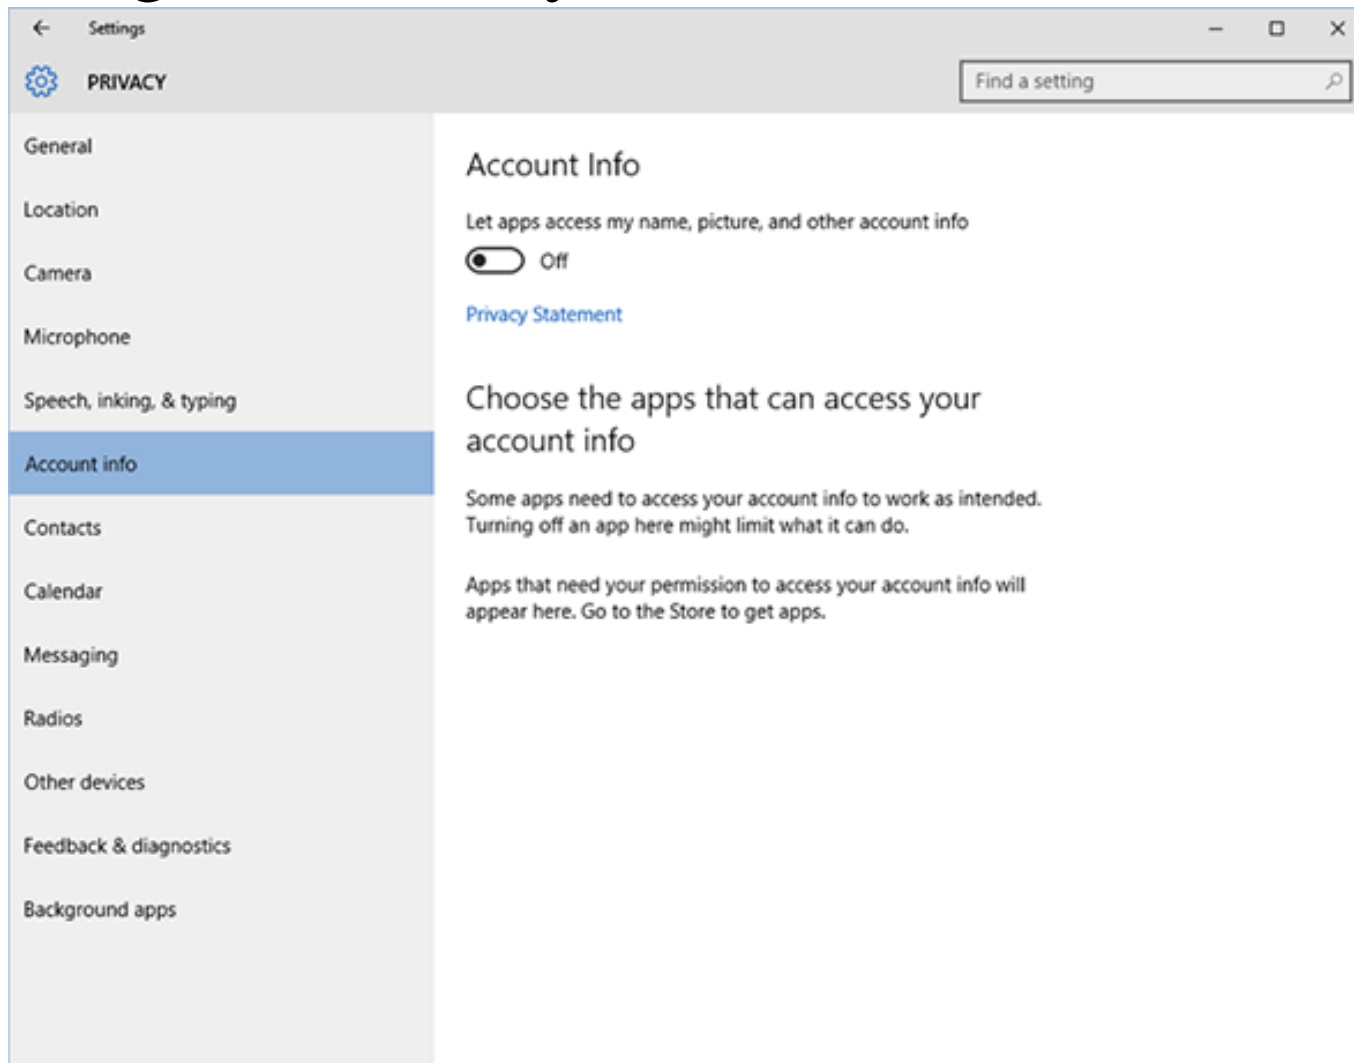 Settings
PRIVACY
Find a setting
General
Location
Camera
Microphone
Speech, inking, & typing
Account info
Contacts
Calendar
Messaging
Radios
Other devices
Feedback & diagnostics
Background apps
Account Info
Let apps access my name, picture, and other account info
Off
Privacy Statement
Choose the apps that can access your
account info
Some apps need to access your account info to work as intended.
Turning off an app here might limit what it can do.
Apps that need your permission to access your account info will
appear here. Go to the Store to get apps.